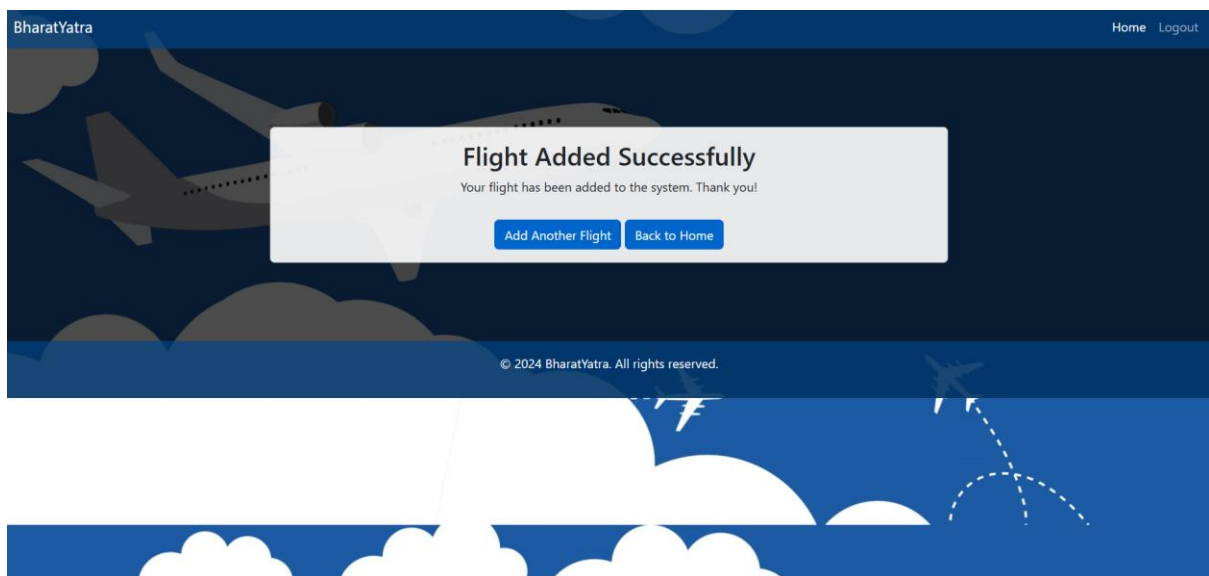 BharatYatra
Home Logout
Flight Added Successfully
Your flight has been added to the system. Thank you!
Add Another Flight Back to Home
© 2024 BharatYatra. All rights reserved.